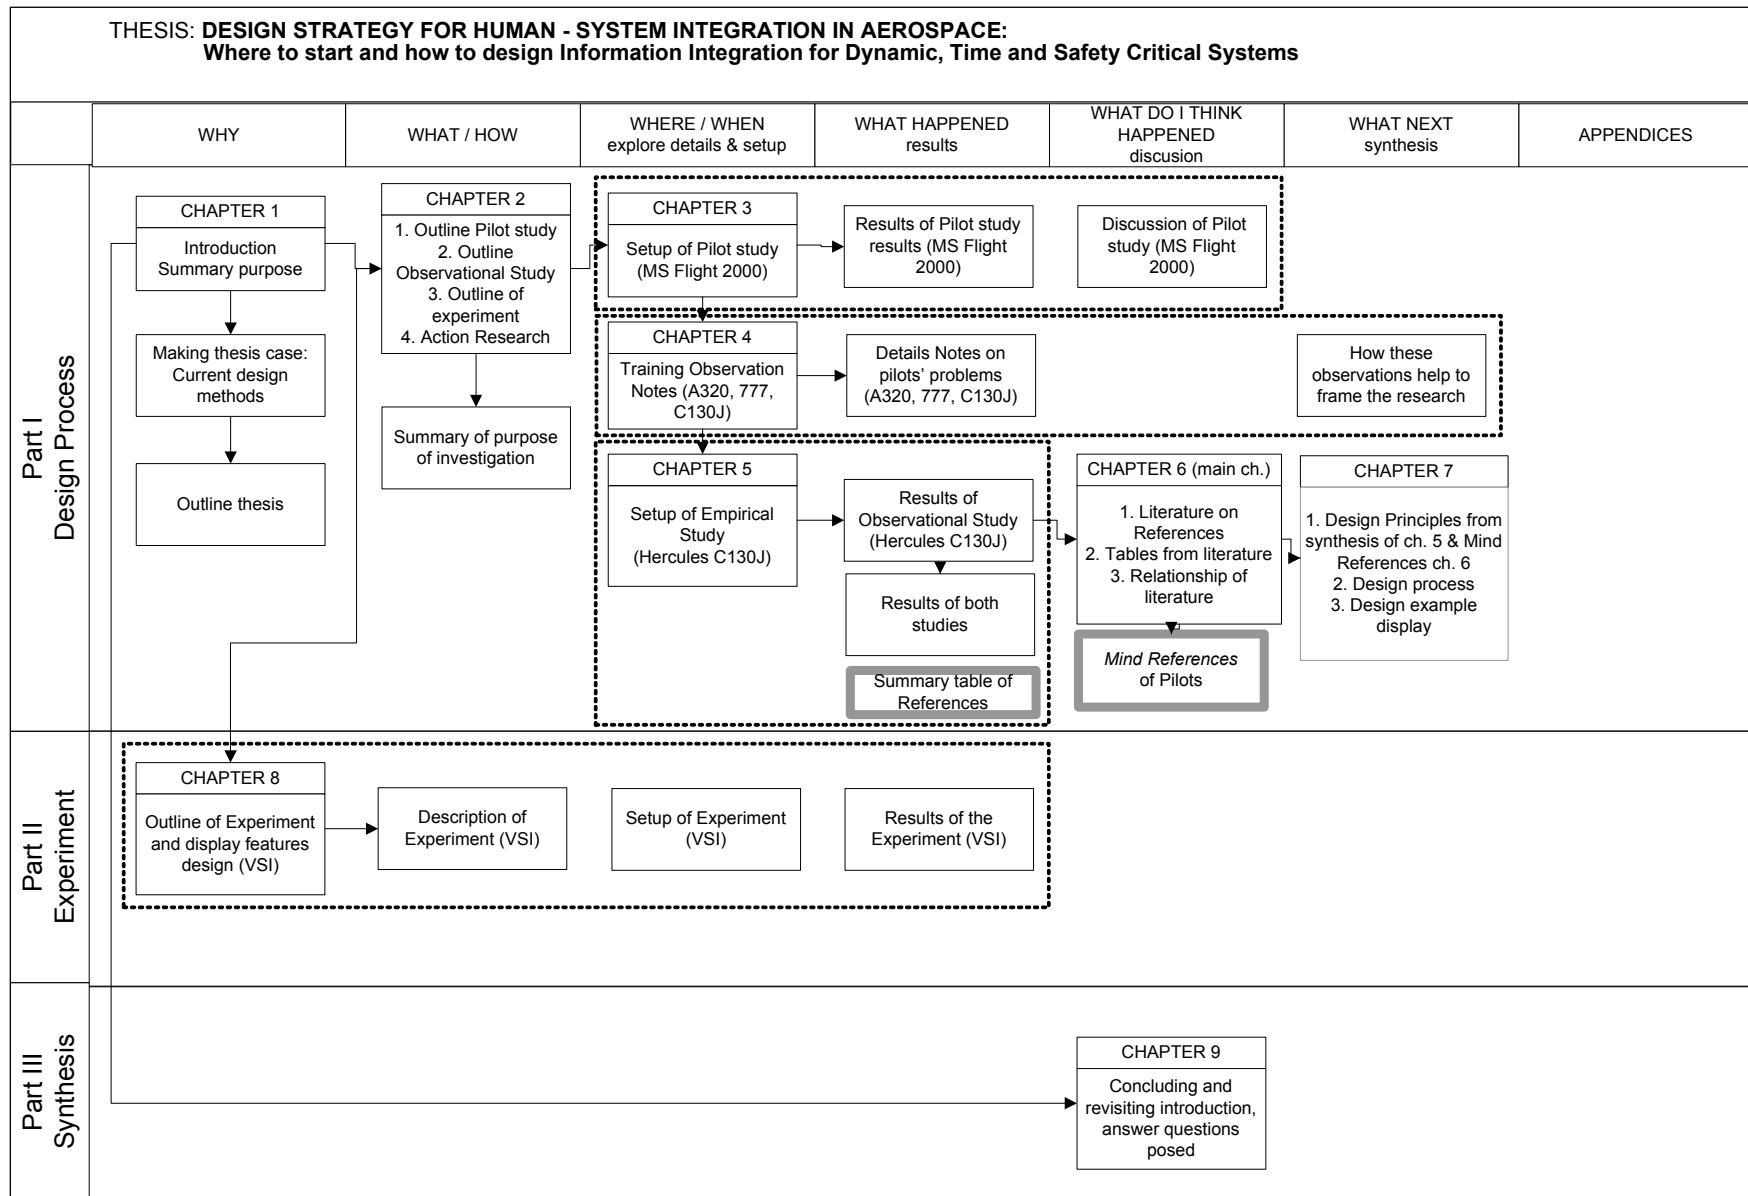 THESIS: DESIGN STRATEGY FOR HUMAN - SYSTEM INTEGRATION IN AEROSPACE:
Where to start and how to design Information Integration for Dynamic, Time and Safety Critical Systems
WHY
WHAT / HOW
WHERE / WHEN
explore details & setup
WHAT HAPPENED
results
WHAT DO I THINK
HAPPENED
discusion
WHAT NEXT
synthesis
APPENDICES
Part I
Design Process
CHAPTER 1
Introduction
Summary purpose
Making thesis case:
Current design
methods
Outline thesis
CHAPTER 2
1. Outline Pilot study
2. Outline
Observational Study
3. Outline of
experiment
4. Action Research
Summary of purpose
of investigation
CHAPTER 3
Setup of Pilot study
(MS Flight 2000)
Results of Pilot study
results (MS Flight
2000)
Discussion of Pilot
study (MS Flight
2000)
CHAPTER 4
Training Observation
Notes (A320, 777,
C130J)
Details Notes on
pilots' problems
(A320, 777, C130J)
How these
observations help to
frame the research
CHAPTER 5
Setup of Empirical
Study
(Hercules C130J)
Results of
Observational Study
(Hercules C130J)
Results of both
studies
Summary table of
References
CHAPTER 6 (main ch.)
1. Literature on
References
2. Tables from literature
3. Relationship of
literature
Mind References
of Pilots
CHAPTER 7
1. Design Principles from
synthesis of ch. 5 & Mind
References ch. 6
2. Design process
3. Design example
display
Part II
Experiment
CHAPTER 8
Outline of Experiment
and display features
design (VSI)
Description of
Experiment (VSI)
Setup of Experiment
(VSI)
Results of the
Experiment (VSI)
Part III
Synthesis
CHAPTER 9
Concluding and
revisiting introduction,
answer questions
posed